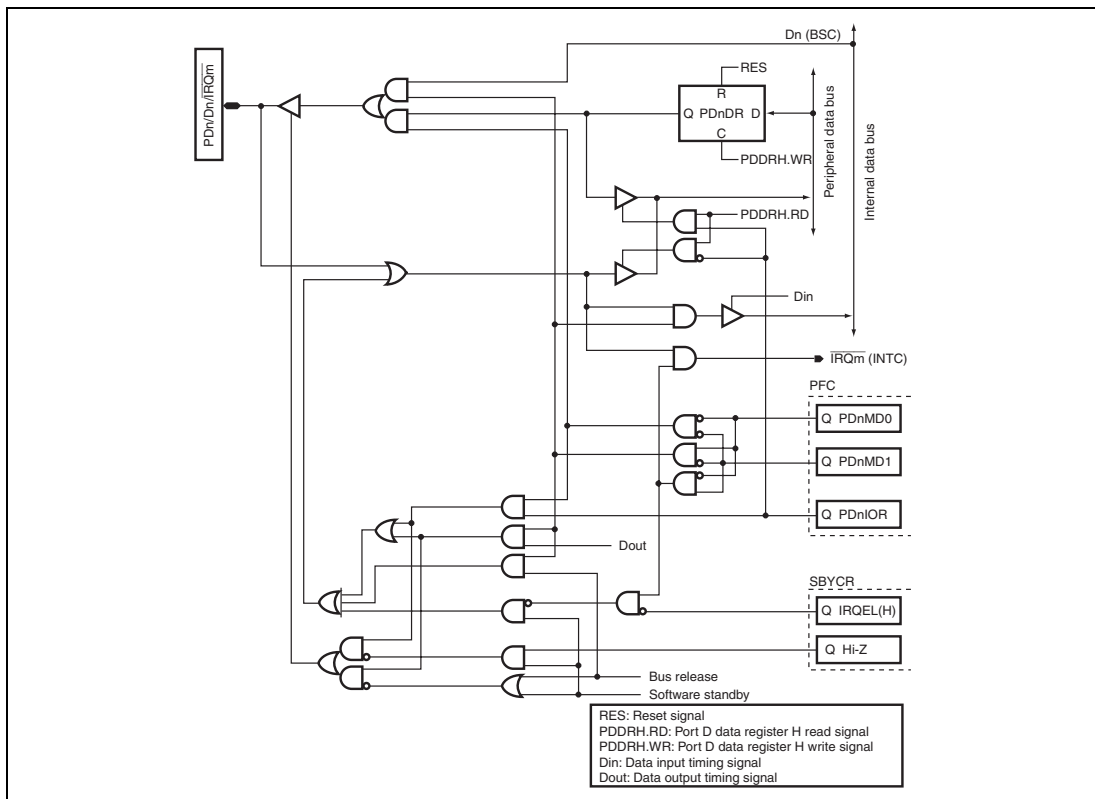 Dn (BSC)
PDn/Dn/IRQm
RES
R
Q PDnDR D
C
PDDRH.WR
Peripheral data bus
Internal data bus
PDDRH.RD
Din
IRQm (INTC)
PFC
Q PDnMD0
Q PDnMD1
Q PDnIOR
Dout
SBYCR
Q IRQEL(H)
Q Hi-Z
Bus release
Software standby
RES: Reset signal
PDDRH.RD: Port D data register H read signal
PDDRH.WR: Port D data register H write signal
Din: Data input timing signal
Dout: Data output timing signal